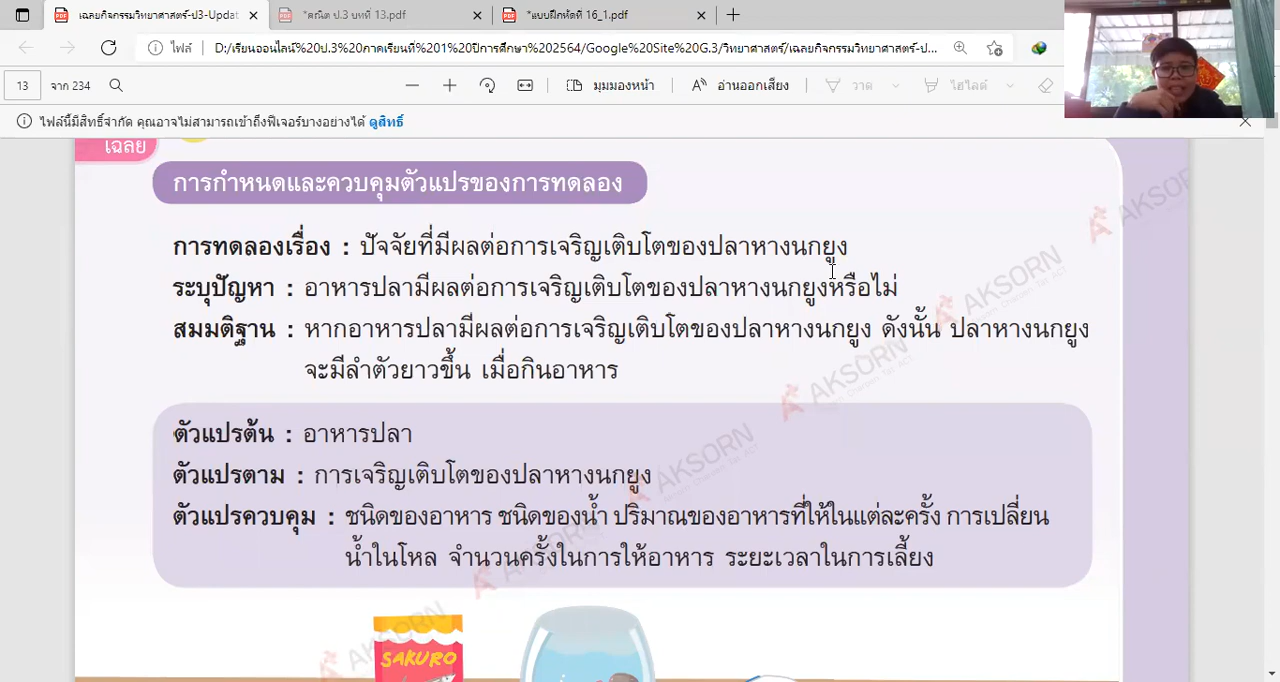 เฉลยกิจกรรมวิทยาศาสตร์-ป3-Updat
*คณิต ป.3 บทที่ 13.pdf
*แบบฝึกหัดที่ 16_1.pdf
ไฟล์ D:/เรียนออนไลน์%20ป.3%20ภาคเรียนที่%201%20ปีการศึกษา%202564/Google%20Site%20G.3/วิทยาศาสตร์/เฉลยกิจกรรมวิทยาศาสตร์-ป...
13 จาก 234 มุมมองหน้า อ่านออกเสียง วาด ไฮไลต์
ไฟล์นี้มีสิทธิ์จำกัด คุณอาจไม่สามารถเข้าถึงฟีเจอร์บางอย่างได้ ดูสิทธิ์
เฉลย
การกำหนดและควบคุมตัวแปรของการทดลอง
การทดลองเรื่อง : ปัจจัยที่มีผลต่อการเจริญเติบโตของปลาหางนกยูง
ระบุปัญหา : อาหารปลามีผลต่อการเจริญเติบโตของปลาหางนกยูงหรือไม่
สมมติฐาน : หากอาหารปลามีผลต่อการเจริญเติบโตของปลาหางนกยูง ดังนั้น ปลาหางนกยูง
จะมีลำตัวยาวขึ้น เมื่อกินอาหาร
ตัวแปรต้น : อาหารปลา
ตัวแปรตาม : การเจริญเติบโตของปลาหางนกยูง
ตัวแปรควบคุม : ชนิดของอาหาร ชนิดของน้ำ ปริมาณของอาหารที่ให้ในแต่ละครั้ง การเปลี่ยน
น้ำในโหล จำนวนครั้งในการให้อาหาร ระยะเวลาในการเลี้ยง
SAKURO
AKSORN
AKSORN
AKSORN
AKSORN
AKSORN
AKSORN